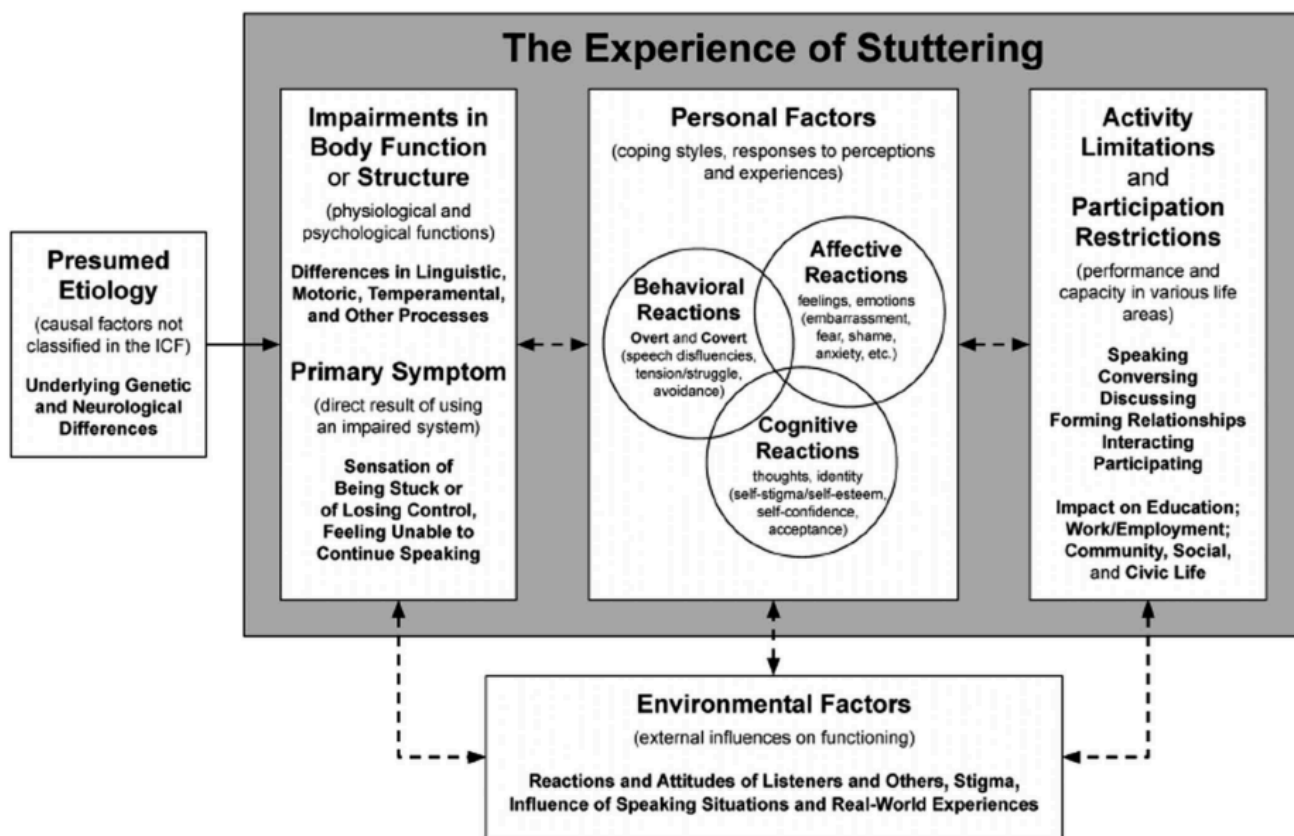 The Experience of Stuttering
Presumed
Etiology
(causal factors not
classified in the ICF)
Underlying Genetic
and Neurological
Differences
Impairments in
Body Function
or Structure
(physiological and
psychological functions)
Differences in Linguistic,
Motoric, Temperamental,
and Other Processes
Primary Symptom
(direct result of using
an impaired system)
Sensation of
Being Stuck or
of Losing Control,
Feeling Unable to
Continue Speaking
Personal Factors
(coping styles, responses to perceptions
and experiences)
Behavioral
Reactions
Overt and Covert
(speech disfluencies,
tension/struggle,
avoidance)
Affective
Reactions
feelings, emotions
(embarrassment,
fear, shame,
anxiety, etc.)
Cognitive
Reactions
thoughts, identity
(self-stigma/self-esteem,
self-confidence,
acceptance)
Activity
Limitations
and
Participation
Restrictions
(performance and
capacity in various life
areas)
Speaking
Conversing
Discussing
Forming Relationships
Interacting
Participating
Impact on Education;
Work/Employment;
Community, Social,
and Civic Life
Environmental Factors
(external influences on functioning)
Reactions and Attitudes of Listeners and Others, Stigma,
Influence of Speaking Situations and Real-World Experiences